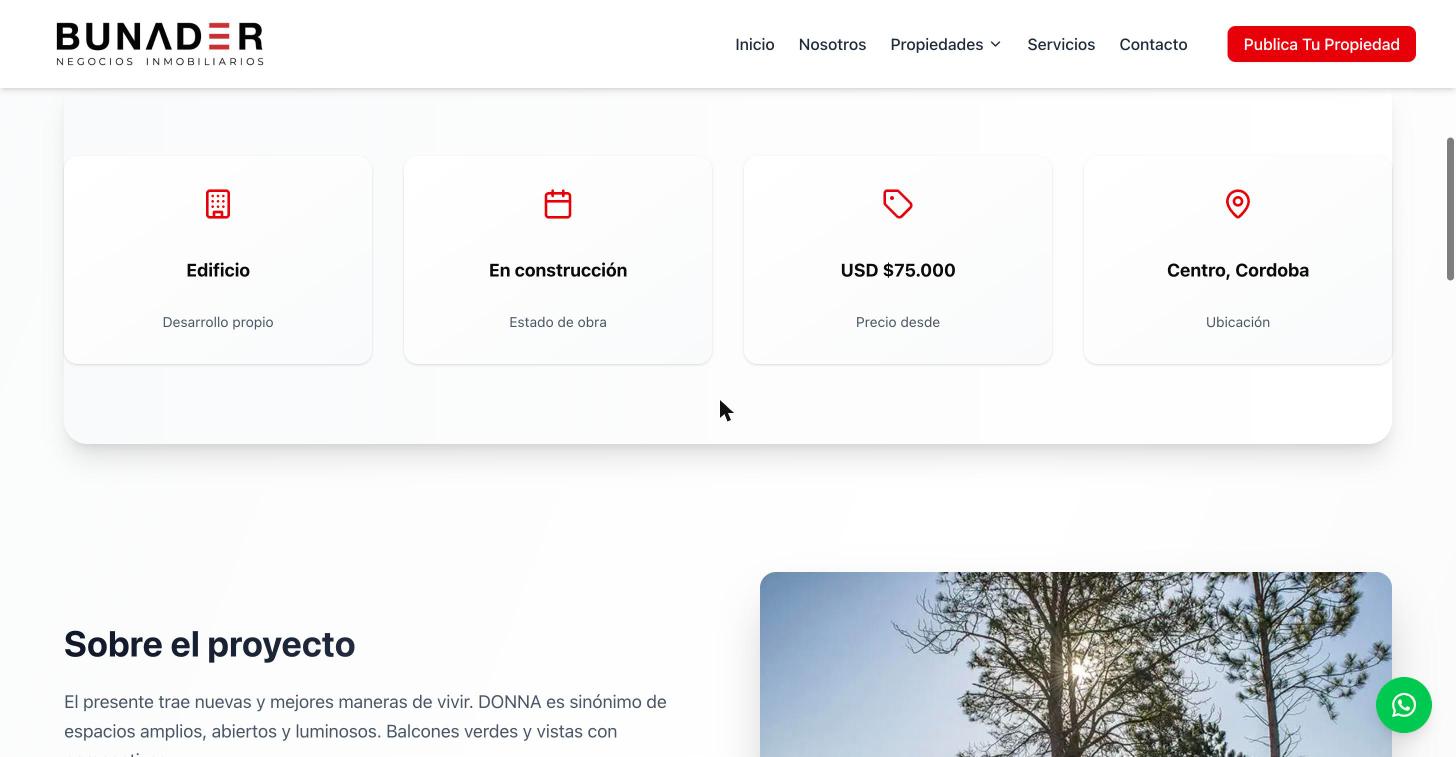 BUNADER
NEGOCIOS INMOBILIARIOS
Inicio
Nosotros
Propiedades
Servicios
Contacto
Publica Tu Propiedad
Edificio
Desarrollo propio
En construcción
Estado de obra
USD $75.000
Precio desde
Centro, Cordoba
Ubicación
Sobre el proyecto
El presente trae nuevas y mejores maneras de vivir. DONNA es sinónimo de
espacios amplios, abiertos y luminosos. Balcones verdes y vistas con